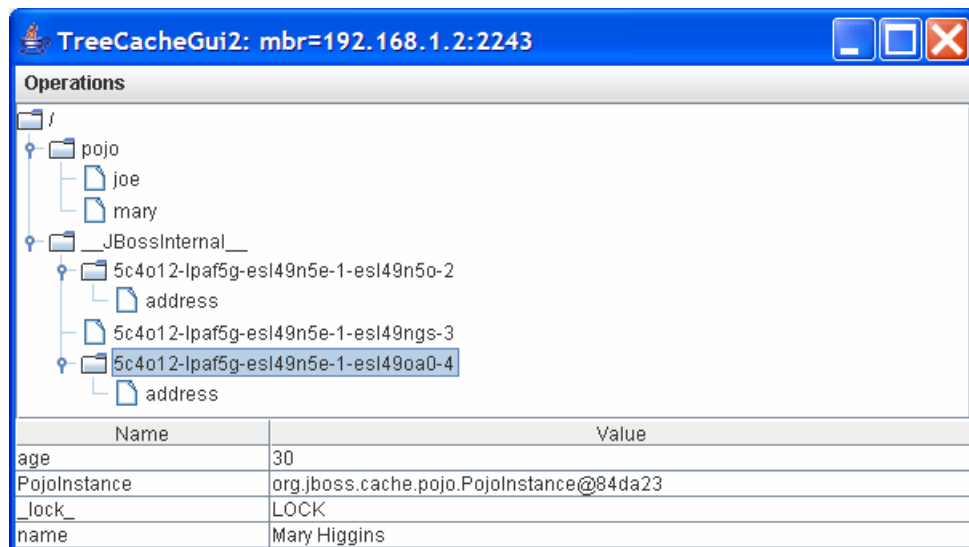 TreeCacheGui2: mbr=192.168.1.2:2243
Operations
/
pojo
joe
mary
__JBossInternal__
5c4o12-lpaf5g-esl49n5e-1-esl49n5o-2
address
5c4o12-lpaf5g-esl49n5e-1-esl49ngs-3
5c4o12-lpaf5g-esl49n5e-1-esl49oa0-4
address
Name Value
age 30
PojoInstance org.jboss.cache.pojo.PojoInstance@84da23
_lock_ LOCK
name Mary Higgins